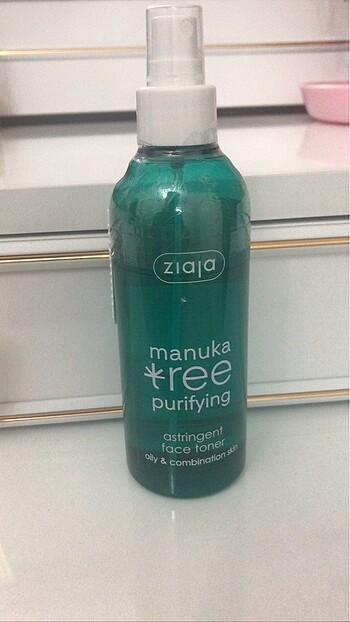 ziaja
manuka
tree
purifying
astringent
face toner
oily & combination skin